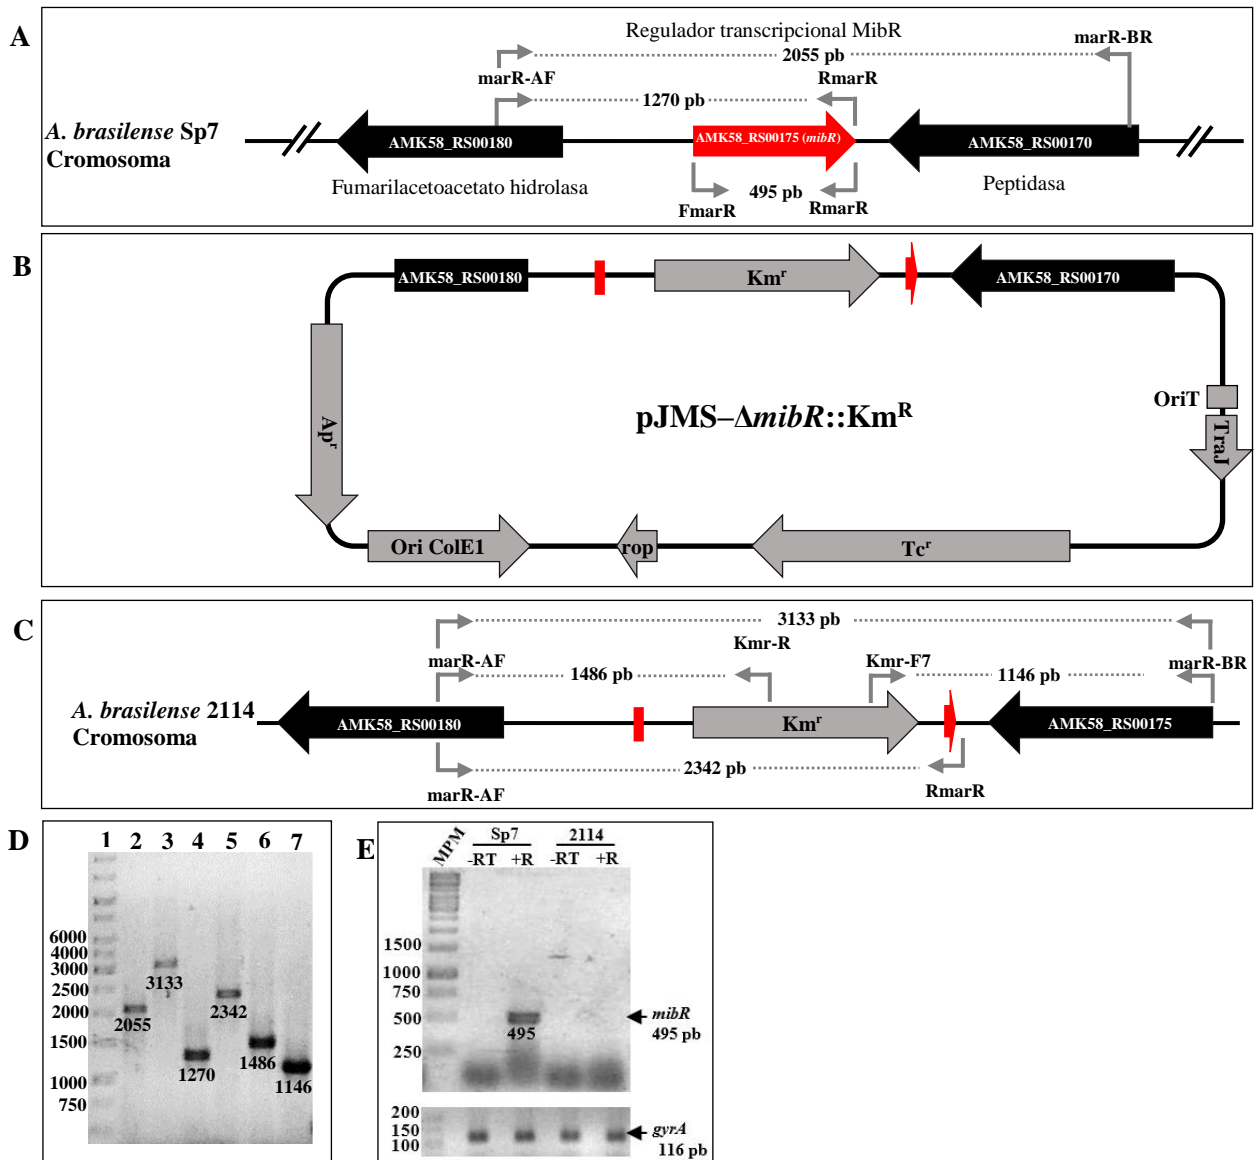 A
Regulador transcripcional MibR
marR-BR
2055 pb
marR-AF
RmarR
1270 pb
A. brasilense Sp7
Cromosoma
AMK58_RS00180
AMK58_RS00175 (mibR)
AMK58_RS00170
Fumarilacetoacetato hidrolasa
495 pb
Peptidasa
FmarR
RmarR
B
AMK58_RS00180
Kmr
AMK58_RS00170
OriT
Apr
pJMS–ΔmibR::KmR
TraJ
Ori ColE1
rop
Tcr
C
3133 pb
Kmr-R
marR-AF
1486 pb
Kmr-F7
1146 pb
marR-BR
A. brasilense 2114
Cromosoma
AMK58_RS00180
Kmr
AMK58_RS00175
2342 pb
marR-AF
RmarR
D
1 2 3 4 5 6 7
6000
4000
3000
2500
2000
1500
1000
750
2055
3133
1270
2342
1486
1146
E
MPM
Sp7
2114
-RT +R -RT +R
1500
1000
750
500
250
495
mibR
495 pb
200
150
100
gyrA
116 pb